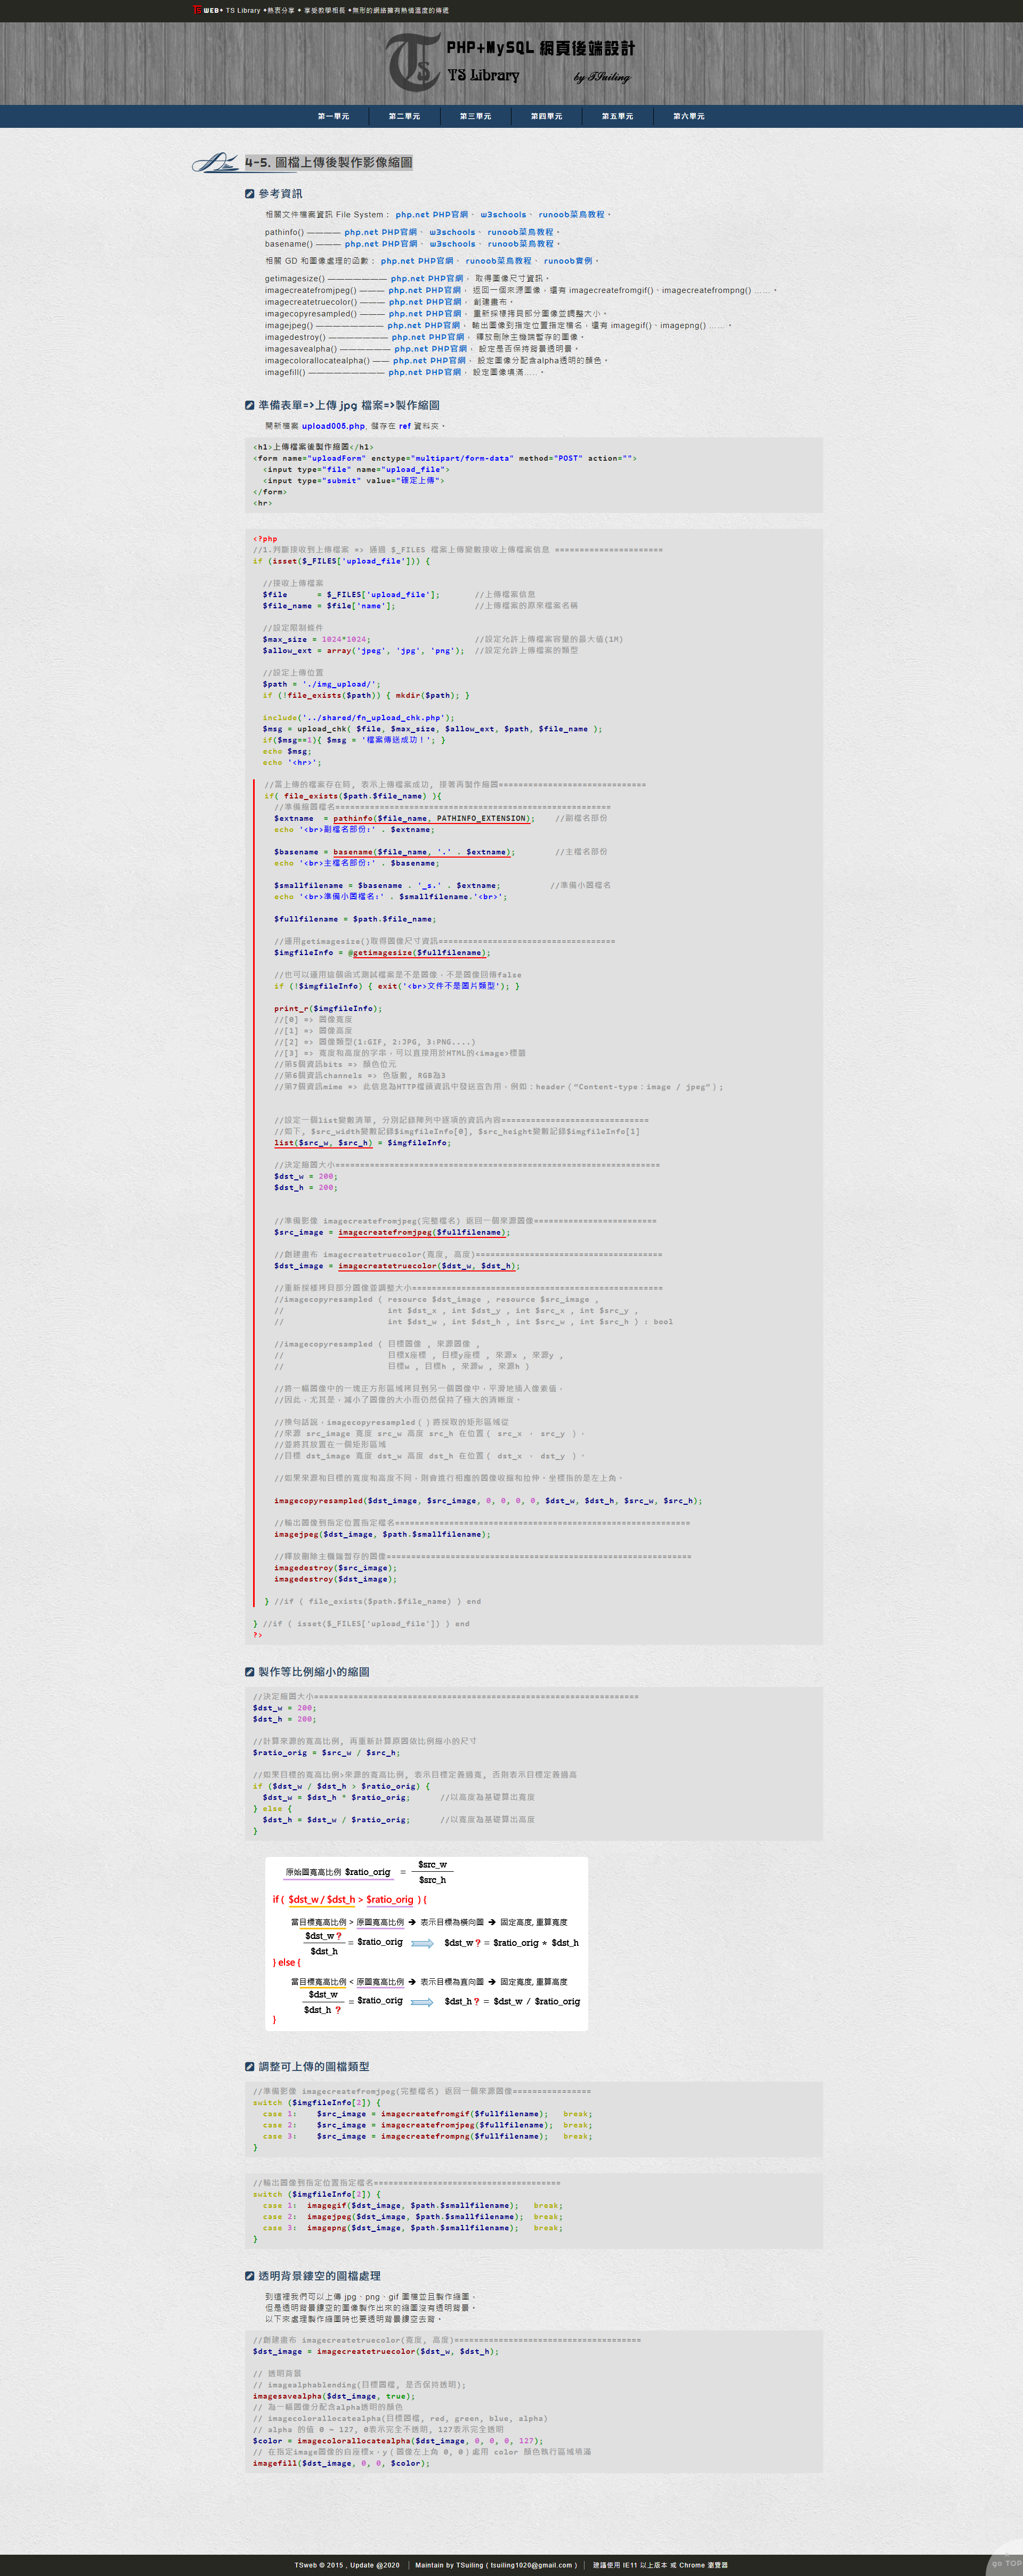 TS WEB• TS Library •熱衷分享 • 享受教學相長 •無形的網絡擁有熱情溫度的傳遞
PHP+MySQL 網頁後端設計
TS Library by TSuiling
第一單元 第二單元 第三單元 第四單元 第五單元 第六單元
4-5. 圖檔上傳後製作影像縮圖
參考資訊
相關文件檔案資訊 File System： php.net PHP官網、 w3schools、 runoob菜鳥教程。
pathinfo() ———— php.net PHP官網、 w3schools、 runoob菜鳥教程。
basename() ——— php.net PHP官網、 w3schools、 runoob菜鳥教程。
相關 GD 和圖像處理的函數： php.net PHP官網、 runoob菜鳥教程、 runoob實例。
getimagesize() ——————— php.net PHP官網， 取得圖像尺寸資訊。
imagecreatefromjpeg() ——— php.net PHP官網， 返回一個來源圖像，還有 imagecreatefromgif()、imagecreatefrompng() ……。
imagecreatetruecolor() ——— php.net PHP官網， 創建畫布。
imagecopyresampled() —— php.net PHP官網， 重新採樣拷貝部分圖像並調整大小。
imagejpeg() ———————— php.net PHP官網， 輸出圖像到指定位置指定檔名，還有 imagegif()、imagepng() ……。
imagedestroy() ——————— php.net PHP官網， 釋放刪除主機端暫存的圖像。
imagesavealpha() —————— php.net PHP官網， 設定是否保持背景透明景。
imagecolorallocatealpha() —— php.net PHP官網， 設定圖像分配含alpha透明的顏色。
imagefill() ————————— php.net PHP官網， 設定圖像填滿…..。
準備表單=>上傳 jpg 檔案=>製作縮圖
開新檔案 upload005.php, 儲存在 ref 資料夾。
<h1>上傳檔案後製作縮圖</h1>
<form name="uploadForm" enctype="multipart/form-data" method="POST" action="">
<input type="file" name="upload_file">
<input type="submit" value="確定上傳">
</form>
<hr>
<?php
//1.判斷接收到上傳檔案 => 通過 $_FILES 檔案上傳變數接收上傳檔案信息 ======================
if (isset($_FILES['upload_file'])) {
//接收上傳檔案
$file = $_FILES['upload_file']; //上傳檔案信息
$file_name = $file['name']; //上傳檔案的原來檔案名稱
//設定限制條件
$max_size = 1024*1024; //設定允許上傳檔案容量的最大值(1M)
$allow_ext = array('jpeg', 'jpg', 'png'); //設定允許上傳檔案的類型
//設定上傳位置
$path = './img_upload/';
if (!file_exists($path)) { mkdir($path); }
include('../shared/fn_upload_chk.php');
$msg = upload_chk( $file, $max_size, $allow_ext, $path, $file_name );
if($msg==1){ $msg = '檔案傳送成功！'; }
echo $msg;
echo '<hr>';
//當上傳的檔案存在時, 表示上傳檔案成功, 接著再製作縮圖==============================
if( file_exists($path.$file_name) ){
//準備縮圖檔名========================================================
$extname = pathinfo($file_name, PATHINFO_EXTENSION); //副檔名部份
echo '<br>副檔名部份:' . $extname;
$basename = basename($file_name, '.' . $extname); //主檔名部份
echo '<br>主檔名部份:' . $basename;
$smallfilename = $basename . '_s.' . $extname; //準備小圖檔名
echo '<br>準備小圖檔名:' . $smallfilename.'<br>';
$fullfilename = $path.$file_name;
//運用getimagesize()取得圖像尺寸資訊====================================
$imgfileInfo = @getimagesize($fullfilename);
//也可以運用這個函式測試檔案是不是圖像，不是圖像回傳false
if (!$imgfileInfo) { exit('<br>文件不是圖片類型'); }
print_r($imgfileInfo);
//[0] => 圖像寬度
//[1] => 圖像高度
//[2] => 圖像類型(1:GIF, 2:JPG, 3:PNG....)
//[3] => 寬度和高度的字串，可以直接用於HTML的<image>標籤
//第5個資訊bits => 顏色位元
//第6個資訊channels => 色版數, RGB為3
//第7個資訊mime => 此信息為HTTP檔頭資訊中發送宣告用，例如：header（“Content-type：image / jpeg”）;
//設定一個list變數清單, 分別記錄陣列中逐項的資訊內容==============================
//如下, $src_width變數記錄$imgfileInfo[0], $src_height變數記錄$imgfileInfo[1]
list($src_w, $src_h) = $imgfileInfo;
//決定縮圖大小==================================================================
$dst_w = 200;
$dst_h = 200;
//準備影像 imagecreatefromjpeg(完整檔名) 返回一個來源圖像=========================
$src_image = imagecreatefromjpeg($fullfilename);
//創建畫布 imagecreatetruecolor(寬度, 高度)======================================
$dst_image = imagecreatetruecolor($dst_w, $dst_h);
//重新採樣拷貝部分圖像並調整大小===================================================
//imagecopyresampled ( resource $dst_image , resource $src_image ,
// int $dst_x , int $dst_y , int $src_x , int $src_y ,
// int $dst_w , int $dst_h , int $src_w , int $src_h ) : bool
//imagecopyresampled ( 目標圖像 , 來源圖像 ,
// 目標X座標 , 目標y座標 , 來源x , 來源y ,
// 目標w , 目標h , 來源w , 來源h )
//將一幅圖像中的一塊正方形區域拷貝到另一個圖像中，平滑地插入像素值，
//因此，尤其是，減小了圖像的大小而仍然保持了極大的清晰度。
//換句話說，imagecopyresampled（）將採取的矩形區域從
//來源 src_image 寬度 src_w 高度 src_h 在位置（ src_x ， src_y ），
//並將其放置在一個矩形區域
//目標 dst_image 寬度 dst_w 高度 dst_h 在位置（ dst_x ， dst_y ）。
//如果來源和目標的寬度和高度不同，則會進行相應的圖像收縮和拉伸。坐標指的是左上角。
imagecopyresampled($dst_image, $src_image, 0, 0, 0, 0, $dst_w, $dst_h, $src_w, $src_h);
//輸出圖像到指定位置指定檔名============================================================
imagejpeg($dst_image, $path.$smallfilename);
//釋放刪除主機端暫存的圖像==============================================================
imagedestroy($src_image);
imagedestroy($dst_image);
} //if ( file_exists($path.$file_name) ) end
} //if ( isset($_FILES['upload_file']) ) end
?>
製作等比例縮小的縮圖
//決定縮圖大小==================================================================
$dst_w = 200;
$dst_h = 200;
//計算來源的寬高比例, 再重新計算原圖依比例縮小的尺寸
$ratio_orig = $src_w / $src_h;
//如果目標的寬高比例>來源的寬高比例, 表示目標定義過寬, 否則表示目標定義過高
if ($dst_w / $dst_h > $ratio_orig) {
$dst_w = $dst_h * $ratio_orig; //以高度為基礎算出寬度
} else {
$dst_h = $dst_w / $ratio_orig; //以寬度為基礎算出高度
}
原始圖寬高比例 $ratio_orig = $src_w
$src_h
if ( $dst_w / $dst_h > $ratio_orig ) {
當目標寬高比例 > 原圖寬高比例 ➔ 表示目標為橫向圖 ➔ 固定高度, 重算寬度
$dst_w ?
$dst_h
= $ratio_orig $dst_w ? = $ratio_orig * $dst_h
} else {
當目標寬高比例 < 原圖寬高比例 ➔ 表示目標為直向圖 ➔ 固定寬度, 重算高度
$dst_w
$dst_h ?
= $ratio_orig $dst_h ? = $dst_w / $ratio_orig
}
調整可上傳的圖檔類型
//準備影像 imagecreatefromjpeg(完整檔名) 返回一個來源圖像================
switch ($imgfileInfo[2]) {
case 1: $src_image = imagecreatefromgif($fullfilename); break;
case 2: $src_image = imagecreatefromjpeg($fullfilename); break;
case 3: $src_image = imagecreatefrompng($fullfilename); break;
}
//輸出圖像到指定位置指定檔名======================================
switch ($imgfileInfo[2]) {
case 1: imagegif($dst_image, $path.$smallfilename); break;
case 2: imagejpeg($dst_image, $path.$smallfilename); break;
case 3: imagepng($dst_image, $path.$smallfilename); break;
}
透明背景鏤空的圖檔處理
到這裡我們可以上傳 jpg、png、gif 圖檔並且製作縮圖，
但是透明背景鏤空的圖像製作出來的縮圖沒有透明背景。
以下來處理製作縮圖時也要透明背景鏤空去背。
//創建畫布 imagecreatetruecolor(寬度, 高度)======================================
$dst_image = imagecreatetruecolor($dst_w, $dst_h);
// 透明背景
// imagealphablending(目標圖檔, 是否保持透明);
imagesavealpha($dst_image, true);
// 為一幅圖像分配含alpha透明的顏色
// imagecolorallocatealpha(目標圖檔, red, green, blue, alpha)
// alpha 的值 0 ~ 127, 0表示完全不透明, 127表示完全透明
$color = imagecolorallocatealpha($dst_image, 0, 0, 0, 127);
// 在指定image圖像的自座標x，y（圖像左上角 0, 0）處用 color 顏色執行區域填滿
imagefill($dst_image, 0, 0, $color);
go TOP
TSweb © 2015 , Update @2020 | Maintain by TSuiling ( tsuiling1020@gmail.com ) | 建議使用 IE11 以上版本 或 Chrome 瀏覽器